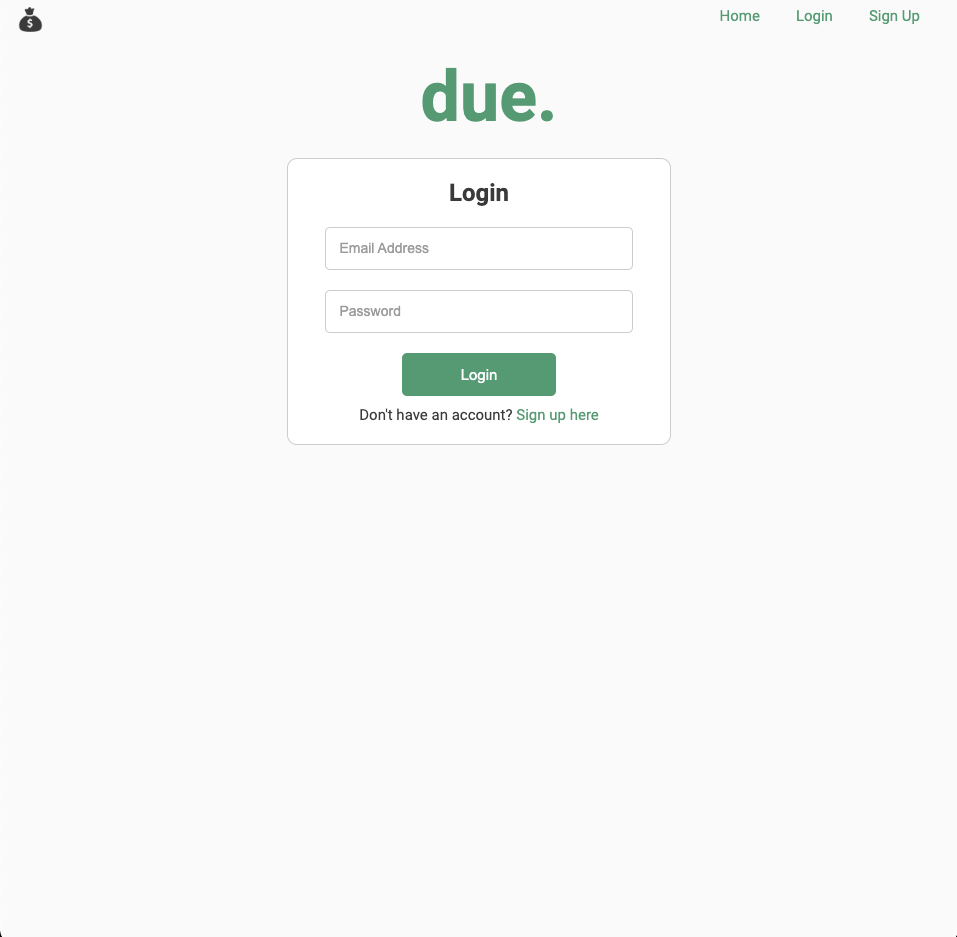 $
Home Login Sign Up
due.
Login
Email Address
Password
Login
Don't have an account? Sign up here